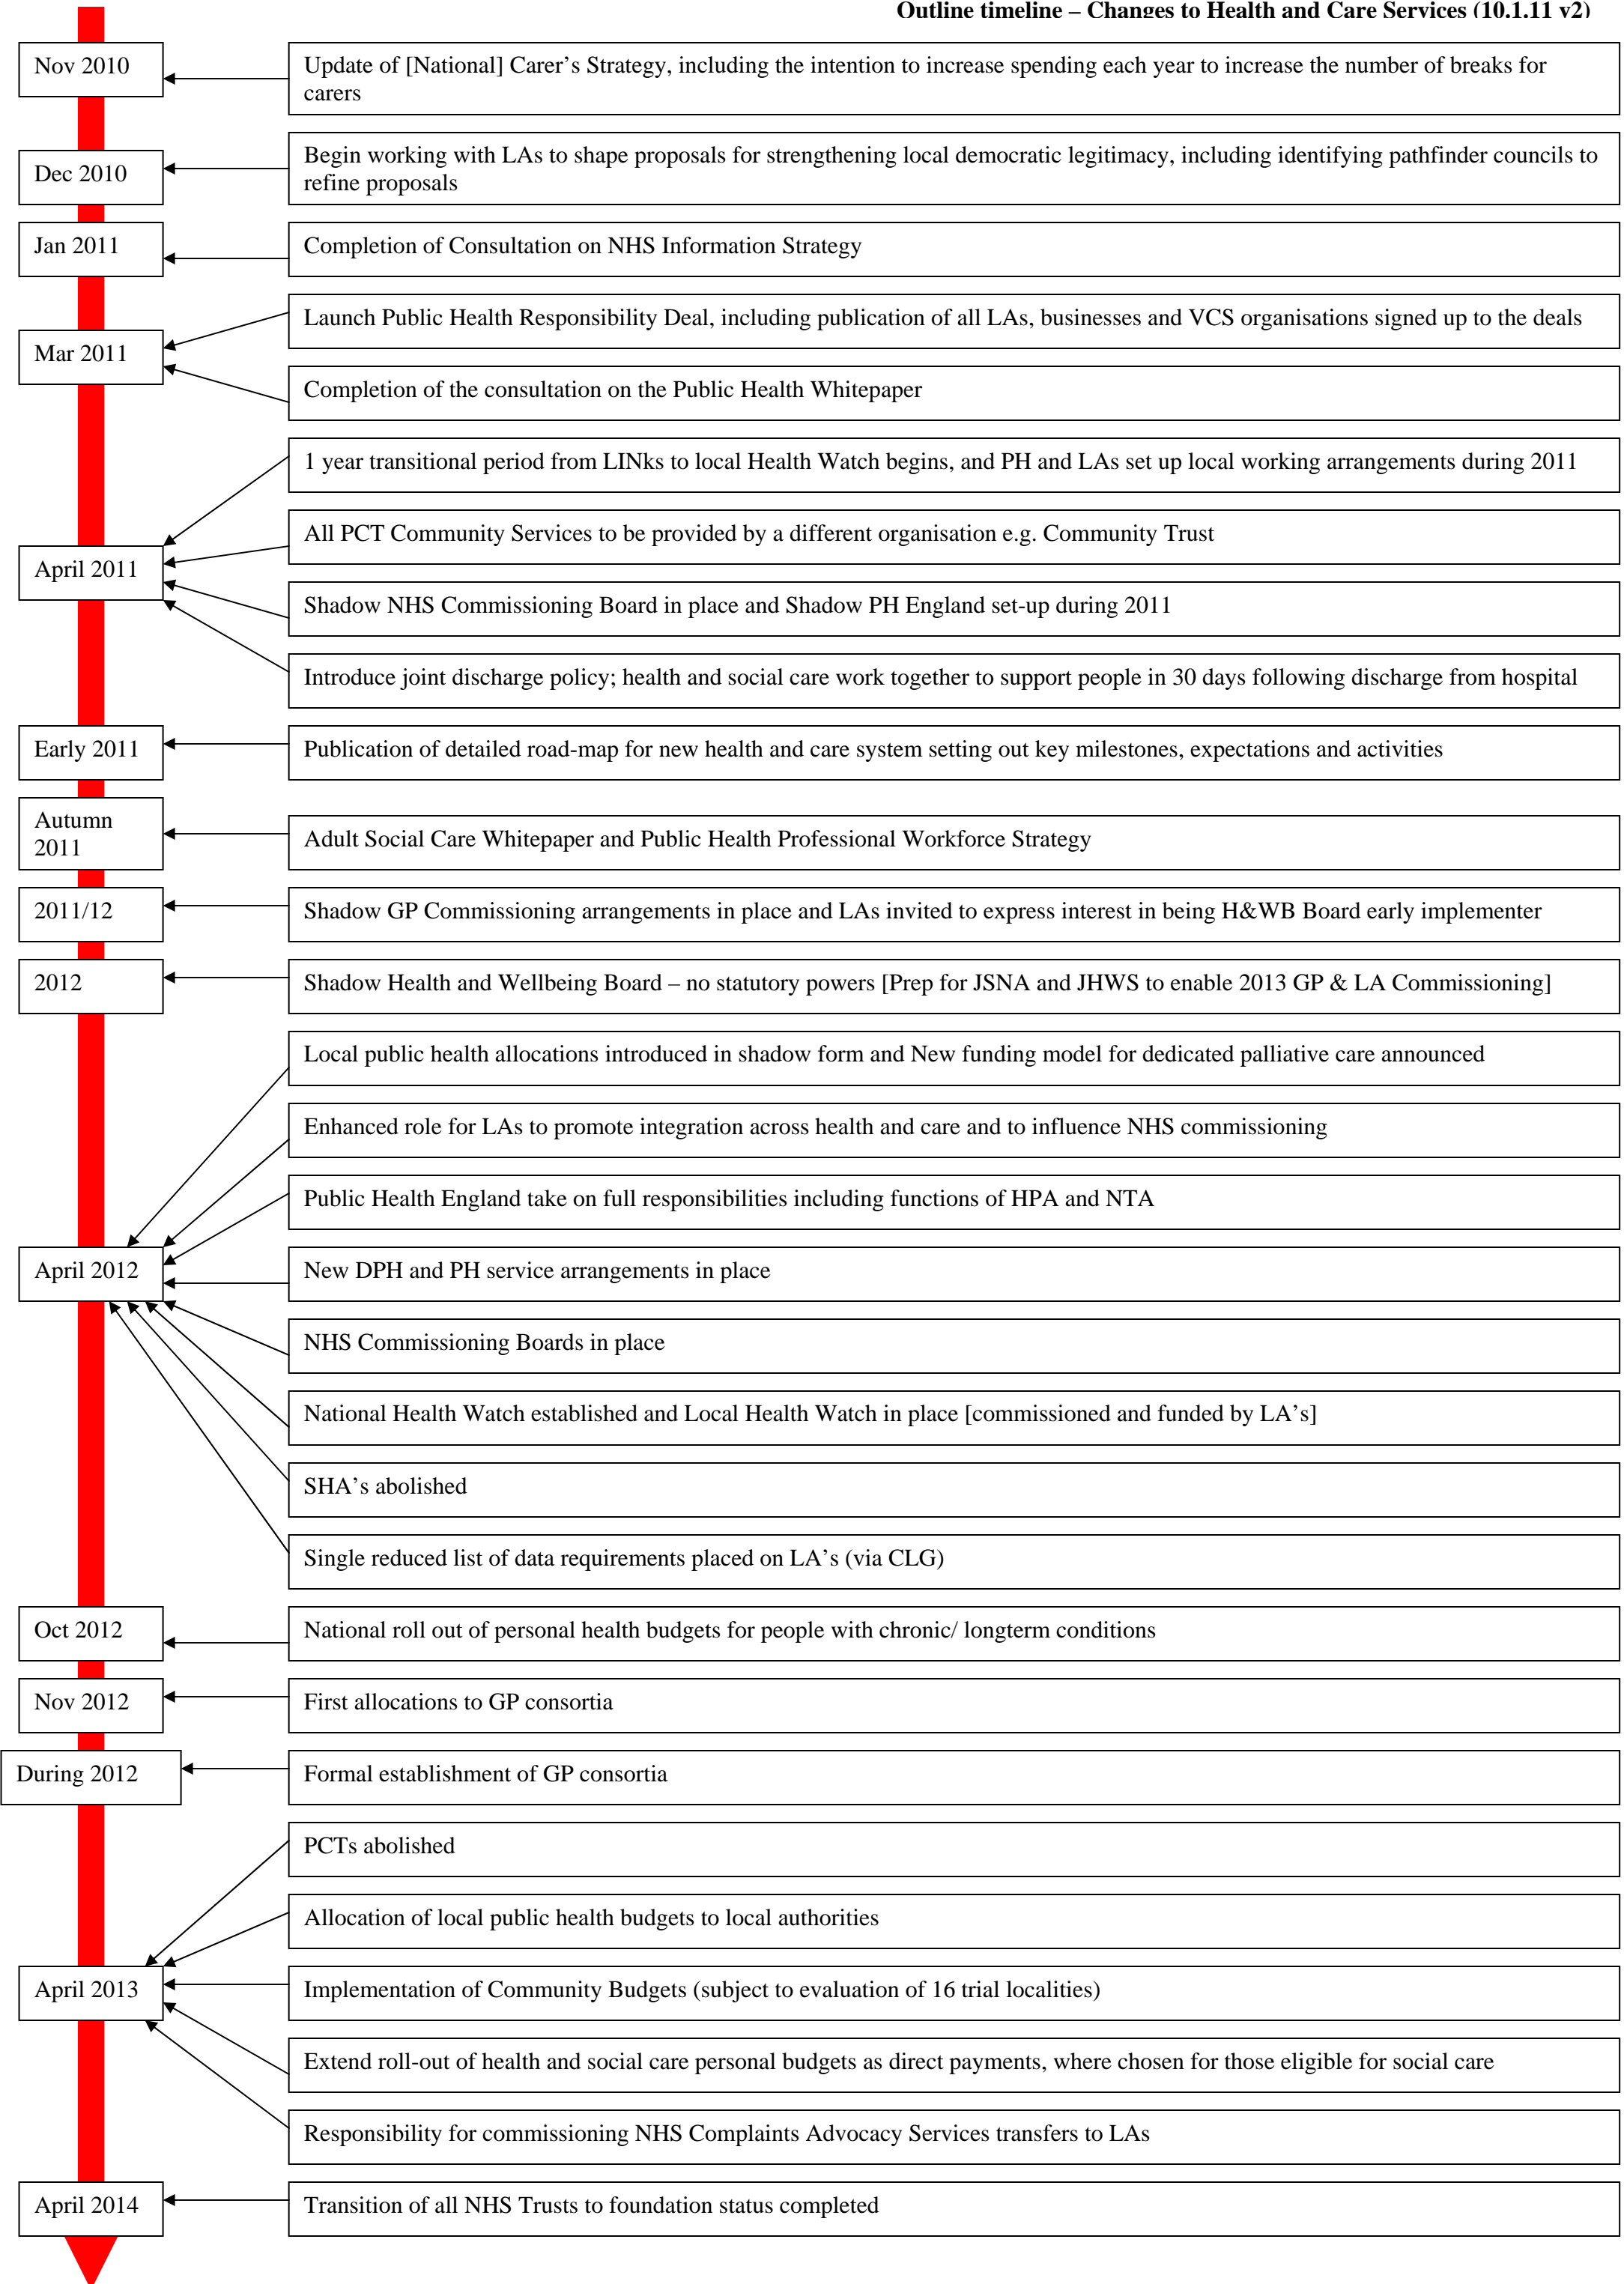 Outline timeline – Changes to Health and Care Services (10.1.11 v2)
Nov 2010
Update of [National] Carer’s Strategy, including the intention to increase spending each year to increase the number of breaks for
carers
Dec 2010
Begin working with LAs to shape proposals for strengthening local democratic legitimacy, including identifying pathfinder councils to
refine proposals
Jan 2011
Completion of Consultation on NHS Information Strategy
Launch Public Health Responsibility Deal, including publication of all LAs, businesses and VCS organisations signed up to the deals
Mar 2011
Completion of the consultation on the Public Health Whitepaper
1 year transitional period from LINks to local Health Watch begins, and PH and LAs set up local working arrangements during 2011
All PCT Community Services to be provided by a different organisation e.g. Community Trust
April 2011
Shadow NHS Commissioning Board in place and Shadow PH England set-up during 2011
Introduce joint discharge policy; health and social care work together to support people in 30 days following discharge from hospital
Early 2011
Publication of detailed road-map for new health and care system setting out key milestones, expectations and activities
Autumn
2011
Adult Social Care Whitepaper and Public Health Professional Workforce Strategy
2011/12
Shadow GP Commissioning arrangements in place and LAs invited to express interest in being H&WB Board early implementer
2012
Shadow Health and Wellbeing Board – no statutory powers [Prep for JSNA and JHWS to enable 2013 GP & LA Commissioning]
Local public health allocations introduced in shadow form and New funding model for dedicated palliative care announced
Enhanced role for LAs to promote integration across health and care and to influence NHS commissioning
Public Health England take on full responsibilities including functions of HPA and NTA
April 2012
New DPH and PH service arrangements in place
NHS Commissioning Boards in place
National Health Watch established and Local Health Watch in place [commissioned and funded by LA’s]
SHA’s abolished
Single reduced list of data requirements placed on LA’s (via CLG)
Oct 2012
National roll out of personal health budgets for people with chronic/ longterm conditions
Nov 2012
First allocations to GP consortia
During 2012
Formal establishment of GP consortia
PCTs abolished
Allocation of local public health budgets to local authorities
April 2013
Implementation of Community Budgets (subject to evaluation of 16 trial localities)
Extend roll-out of health and social care personal budgets as direct payments, where chosen for those eligible for social care
Responsibility for commissioning NHS Complaints Advocacy Services transfers to LAs
April 2014
Transition of all NHS Trusts to foundation status completed